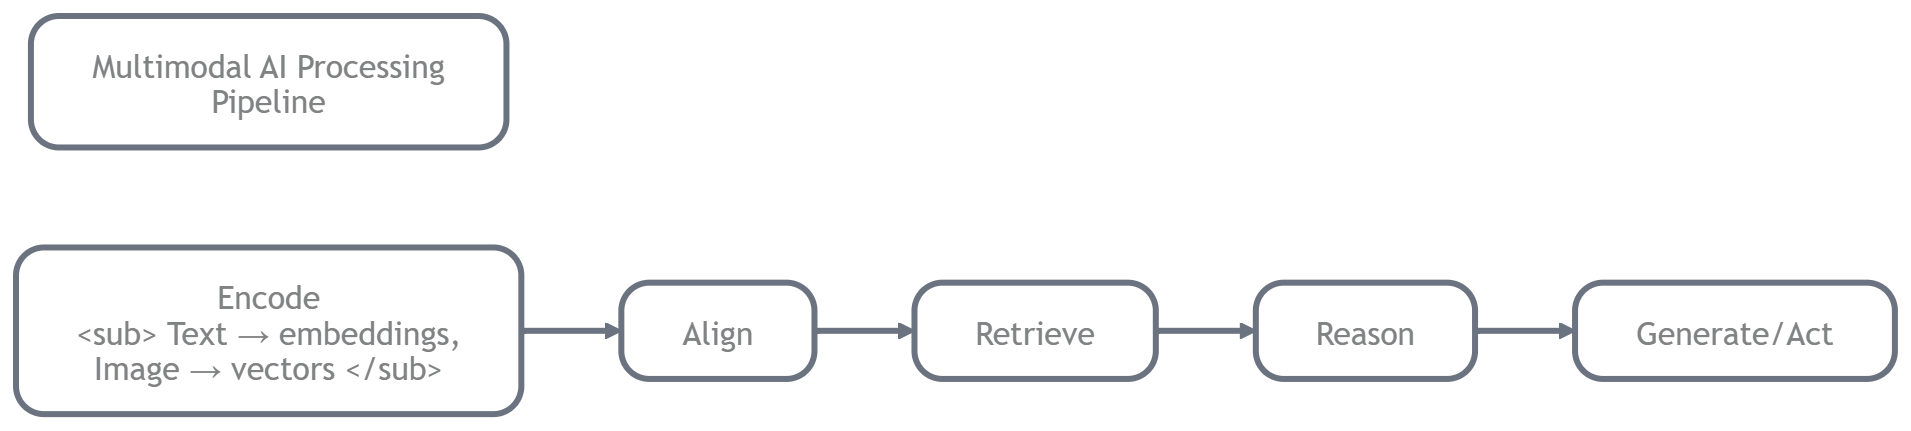 Multimodal AI Processing
Pipeline
Encode
<sub> Text → embeddings,
Image → vectors </sub>
Align
Retrieve
Reason
Generate/Act